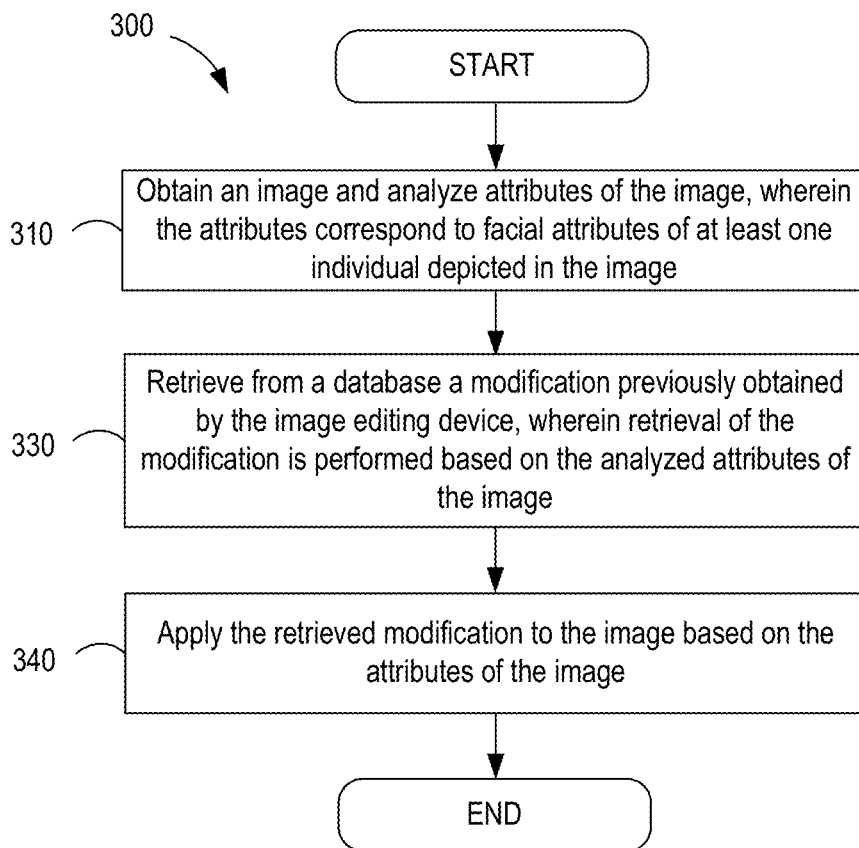 300
START
310
Obtain an image and analyze attributes of the image, wherein
the attributes correspond to facial attributes of at least one
individual depicted in the image
330
Retrieve from a database a modification previously obtained
by the image editing device, wherein retrieval of the
modification is performed based on the analyzed attributes of
the image
340
Apply the retrieved modification to the image based on the
attributes of the image
END